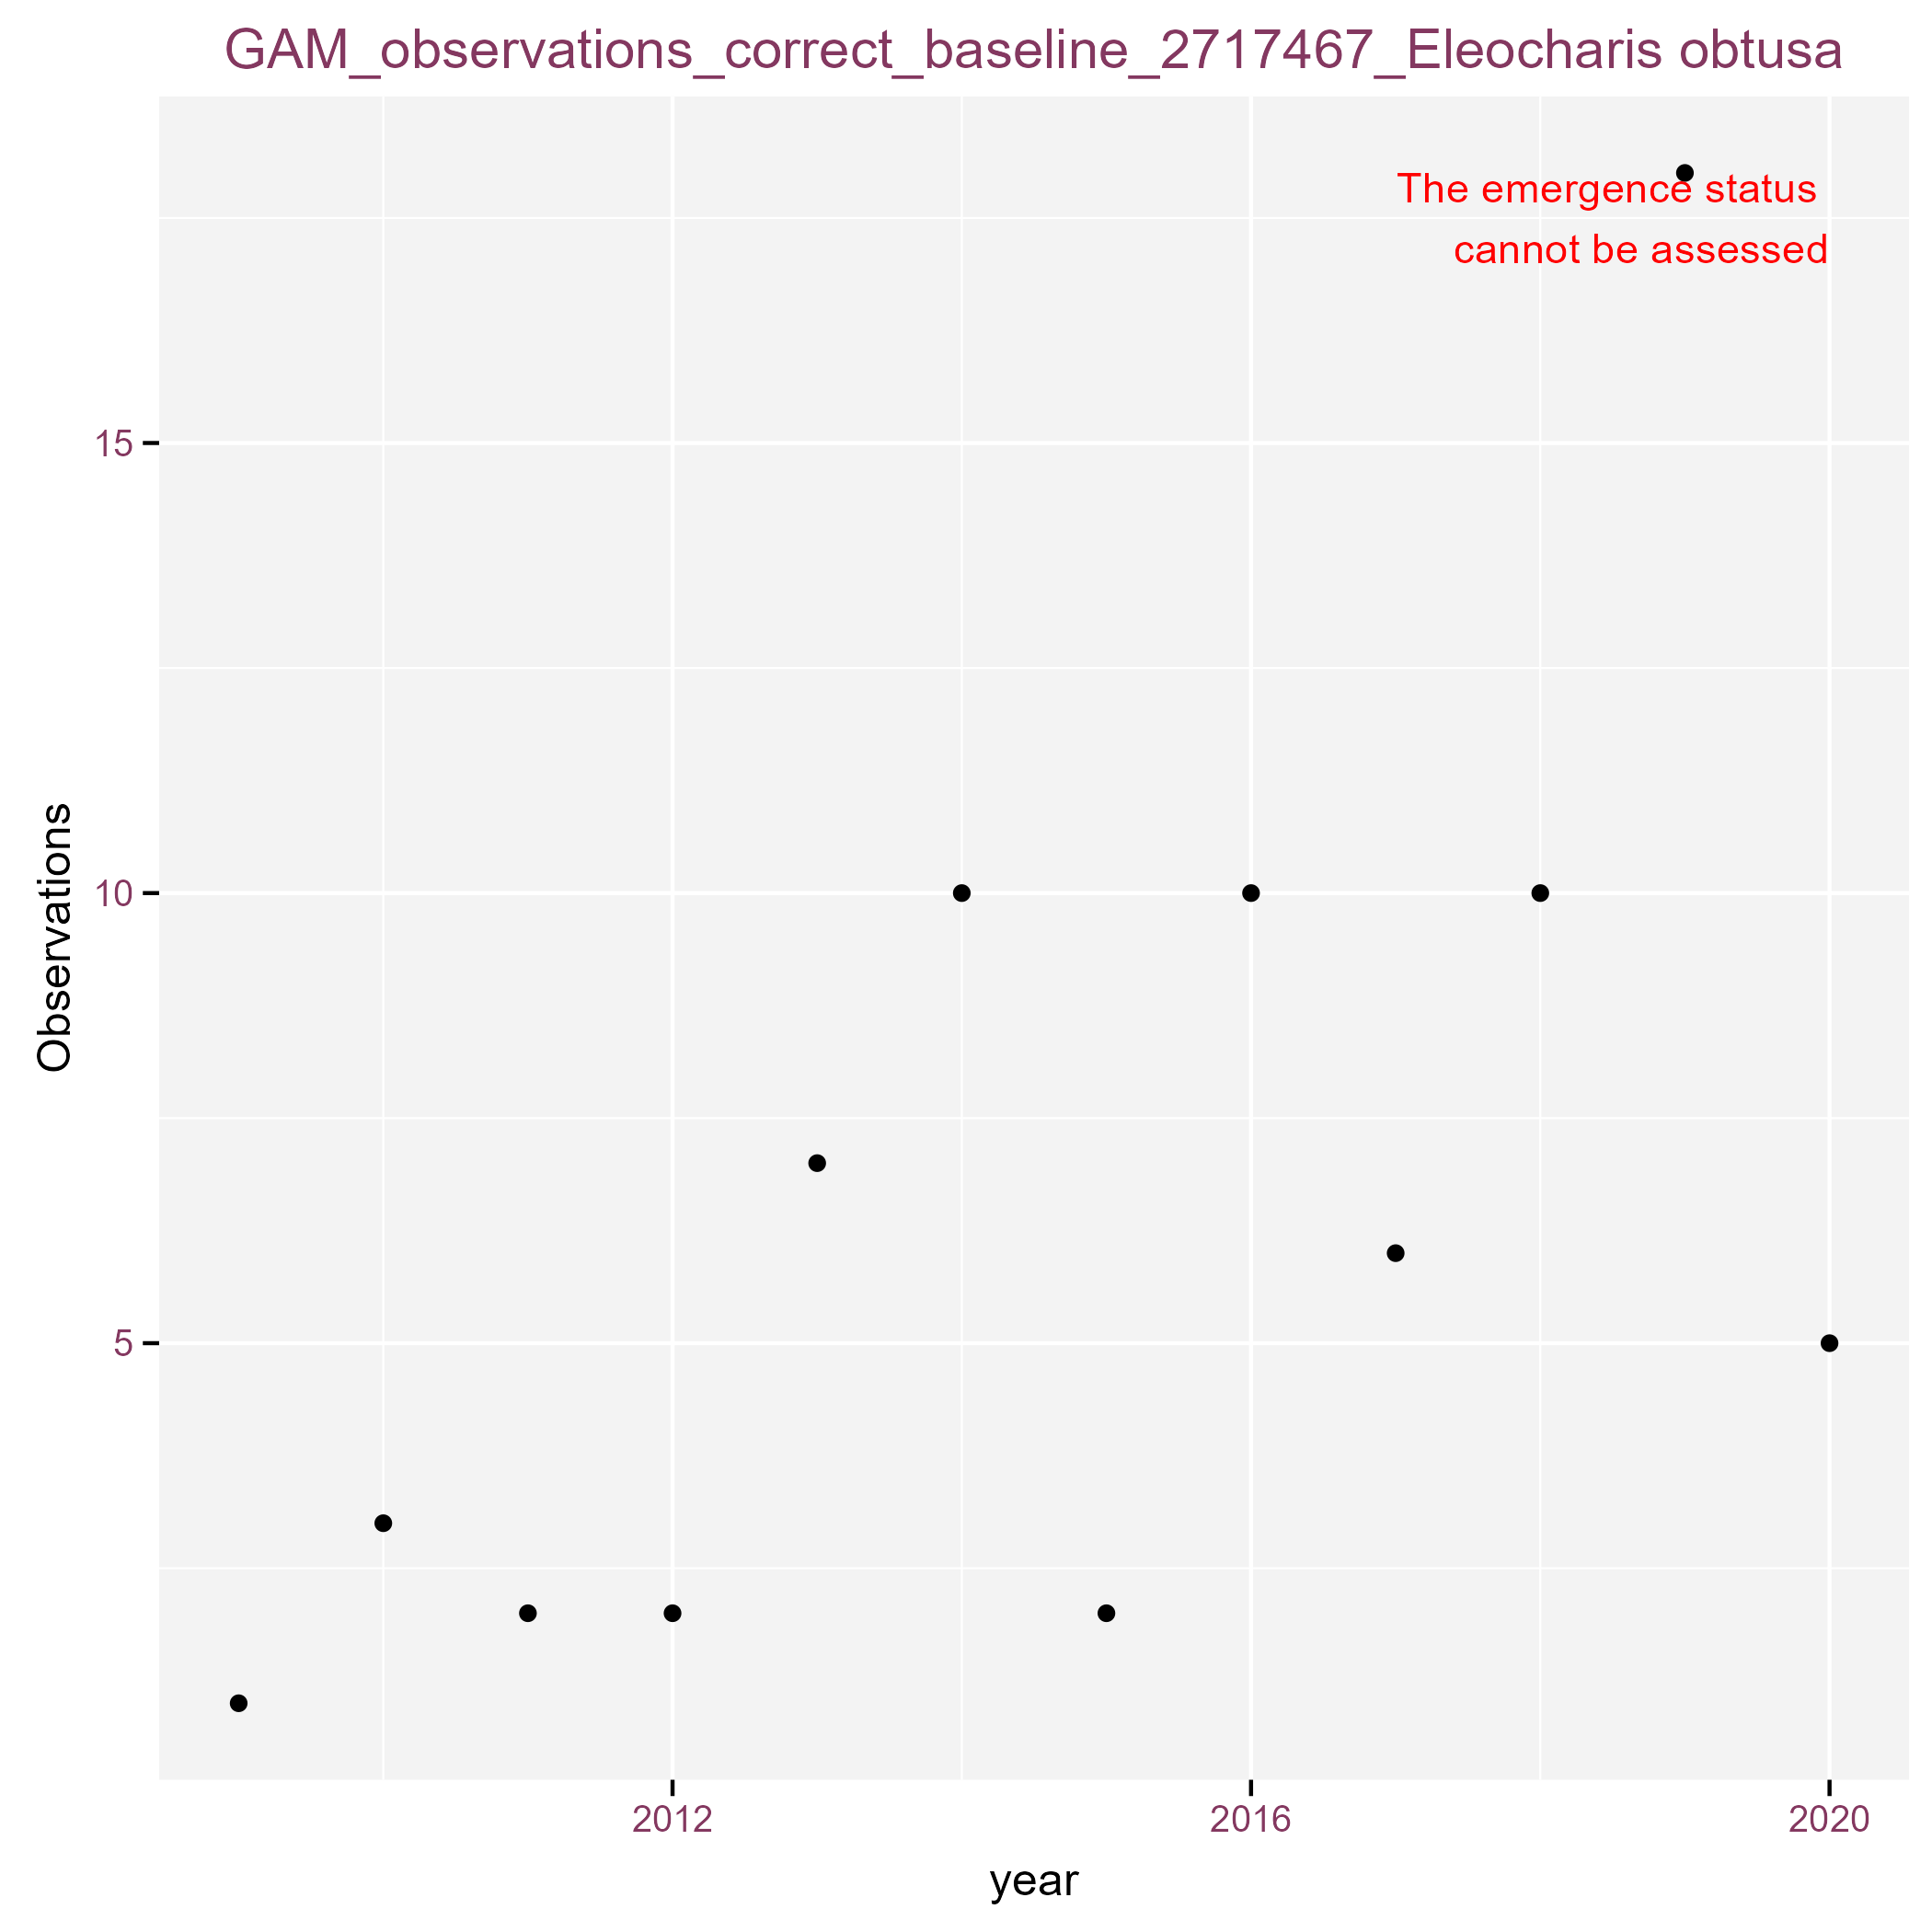 GAM_observations_correct_baseline_2717467_Eleocharis obtusa
The emergence status
cannot be assessed
15
10
5
Observations
2012
2016
2020
year